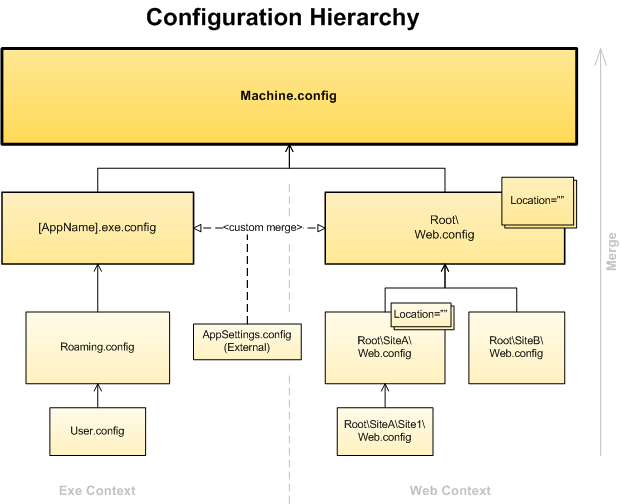 Configuration Hierarchy
Machine.config
Location=""
[AppName].exe.config
<custom merge>
Root\
Web.config
Merge
Location=""
Roaming.config
AppSettings.config
(External)
Root\SiteA\
Web.config
Root\SiteB\
Web.config
User.config
Root\SiteA\Site1\
Web.config
Exe Context
Web Context